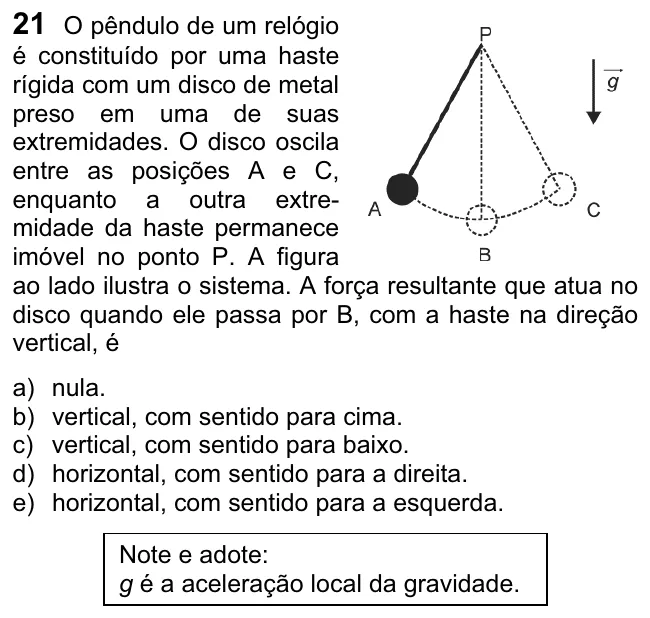 21 O pêndulo de um relógio
é constituído por uma haste
rígida com um disco de metal
preso em uma de suas
extremidades. O disco oscila
entre as posições A e C,
enquanto a outra extre-
midade da haste permanece
imóvel no ponto P. A figura
ao lado ilustra o sistema. A força resultante que atua no
disco quando ele passa por B, com a haste na direção
vertical, é
P
g
A
C
B
a) nula.
b) vertical, com sentido para cima.
c) vertical, com sentido para baixo.
d) horizontal, com sentido para a direita.
e) horizontal, com sentido para a esquerda.
Note e adote:
g é a aceleração local da gravidade.